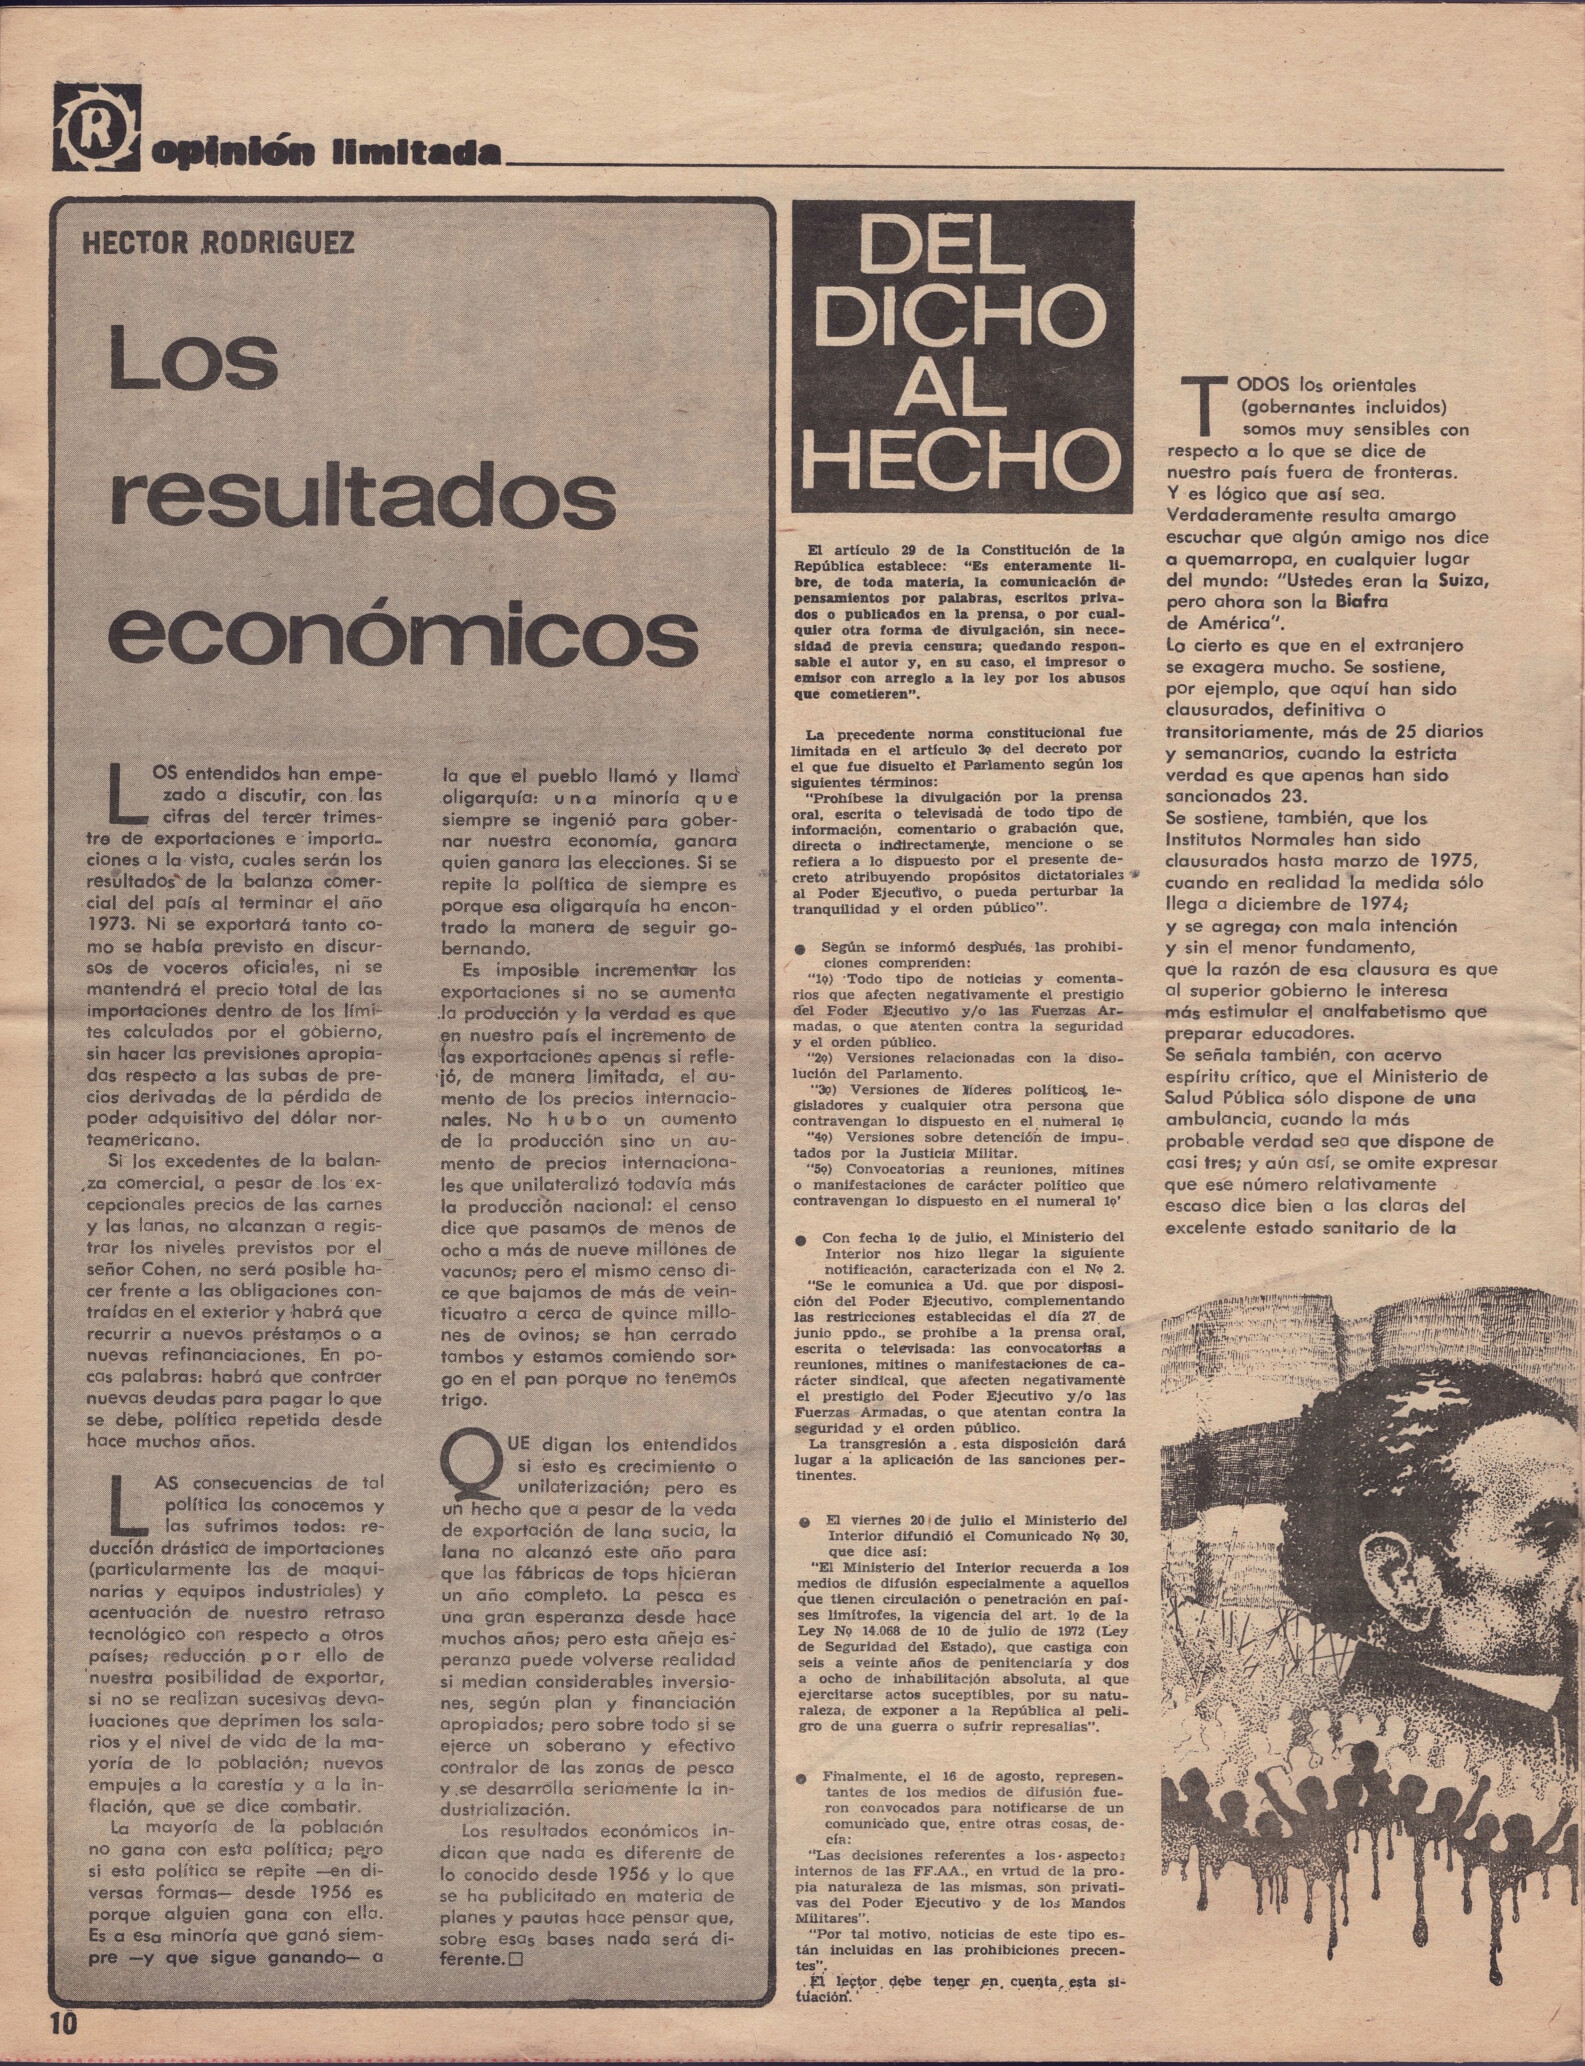 R opinión limitada
HECTOR RODRIGUEZ
Los
resultados
económicos
LOS entendidos han empe-
zado a discutir, con las
cifras del tercer trimes-
tre de exportaciones e importa-
ciones a la vista, cuales serán los
resultados de la balanza comer-
cial del país al terminar el año
1973. Ni se exportará tanto co-
mo se había previsto en discur-
sos de voceros oficiales, ni se
mantendrá el precio total de las
importaciones dentro de los lími-
tes calculados por el gobierno,
sin hacer las previsiones apropia-
das respecto a las subas de pre-
cios derivadas de la pérdida de
poder adquisitivo del dólar nor-
teamericano.
Si los excedentes de la balan-
za comercial, a pesar de los ex-
cepcionales precios de las carnes
y las lanas, no alcanzan a regis-
trar los niveles previstos por el
señor Cohen, no será posible ha-
cer frente a las obligaciones con-
traídas en el exterior y habrá que
recurrir a nuevos préstamos o a
nuevas refinanciaciones. En po-
cas palabras: habrá que contraer
nuevas deudas para pagar lo que
se debe, política repetida desde
hace muchos años.
LAS consecuencias de tal
política las conocemos y
las sufrimos todos: re-
ducción drástica de importaciones
(particularmente las de maqui-
narias y equipos industriales) y
acentuación de nuestro retraso
tecnológico con respecto a otros
países; reducción por ello de
nuestra posibilidad de exportar,
si no se realizan sucesivas deva-
luaciones que deprimen los sala-
rios y el nivel de vida de la ma-
yoría de la población; nuevos
empujes a la carestía y a la in-
flación, que se dice combatir.
La mayoría de la población
no gana con esta política; pero
si esta política se repite —en di-
versas formas— desde 1956 es
porque alguien gana con ella.
Es a esa minoría que ganó siem-
pre —y que sigue ganando— a
la que el pueblo llamó y llama
oligarquía: una minoría que
siempre se ingenió para gober-
nar nuestra economía, ganara
quien ganara las elecciones. Si se
repite la política de siempre es
porque esa oligarquía ha encon-
trado la manera de seguir go-
bernando.
Es imposible incrementar las
exportaciones si no se aumenta
la producción y la verdad es que
en nuestro país el incremento de
las exportaciones apenas si refle-
jó, de manera limitada, el au-
mento de los precios internacio-
nales. No hubo un aumento
de la producción sino un au-
mento de precios internaciona-
les que unilateralizó todavía más
la producción nacional: el censo
dice que pasamos de menos de
ocho a más de nueve millones de
vacunos; pero el mismo censo di-
ce que bajamos de más de vein-
ticuatro a cerca de quince millo-
nes de ovinos; se han cerrado
tambos y estamos comiendo sor-
go en el pan porque no tenemos
trigo.
QUE digan los entendidos
si esto es crecimiento o
unilaterización; pero es
un hecho que a pesar de la veda
de exportación de lana sucia, la
lana no alcanzó este año para
que las fábricas de tops hicieran
un año completo. La pesca es
una gran esperanza desde hace
muchos años; pero esta añeja es-
peranza puede volverse realidad
si median considerables inversio-
nes, según plan y financiación
apropiados; pero sobre todo si se
ejerce un soberano y efectivo
contralor de las zonas de pesca
y se desarrolla seriamente la in-
dustrialización.
Los resultados económicos in-
dican que nada es diferente de
lo conocido desde 1956 y lo que
se ha publicitado en materia de
planes y pautas hace pensar que,
sobre esas bases nada será di-
ferente.□
DEL
DICHO
AL
HECHO
El artículo 29 de la Constitución de la
República establece: "Es enteramente li-
bre, de toda materia, la comunicación de
pensamientos por palabras, escritos priva-
dos o publicados en la prensa, o por cual-
quier otra forma de divulgación, sin nece-
sidad de previa censura; quedando respon-
sable el autor y, en su caso, el impresor o
emisor con arreglo a la ley por los abusos
que cometieren".
La precedente norma constitucional fue
limitada en el artículo 3º del decreto por
el que fue disuelto el Parlamento según los
siguientes términos:
"Prohíbese la divulgación por la prensa
oral, escrita o televisada de todo tipo de
información, comentario o grabación que,
directa o indirectamente, mencione o se
refiera a lo dispuesto por el presente de-
creto atribuyendo propósitos dictatoriales
al Poder Ejecutivo, o pueda perturbar la
tranquilidad y el orden público".
● Según se informó después, las prohibi-
ciones comprenden:
"1º) Todo tipo de noticias y comenta-
rios que afecten negativamente el prestigio
del Poder Ejecutivo y/o las Fuerzas Ar-
madas, o que atenten contra la seguridad
y el orden público.
"2º) Versiones relacionadas con la diso-
lución del Parlamento.
"3º) Versiones de líderes políticos, le-
gisladores y cualquier otra persona que
contravengan lo dispuesto en el numeral 1º
"4º) Versiones sobre detención de impu-
tados por la Justicia Militar.
"5º) Convocatorias a reuniones, mitines
o manifestaciones de carácter político que
contravengan lo dispuesto en el numeral 1º'
● Con fecha 1º de julio, el Ministerio del
Interior nos hizo llegar la siguiente
notificación, caracterizada con el Nº 2.
"Se le comunica a Ud. que por disposi-
ción del Poder Ejecutivo, complementando
las restricciones establecidas el día 27 de
junio ppdo., se prohíbe a la prensa oral,
escrita o televisada: las convocatorias a
reuniones, mitines o manifestaciones de ca-
rácter sindical, que afecten negativamente
el prestigio del Poder Ejecutivo y/o las
Fuerzas Armadas, o que atentan contra la
seguridad y el orden público.
La transgresión a esta disposición dará
lugar a la aplicación de las sanciones per-
tinentes.
● El viernes 20 de julio el Ministerio del
Interior difundió el Comunicado Nº 30,
que dice así:
"El Ministerio del Interior recuerda a los
medios de difusión especialmente a aquellos
que tienen circulación o penetración en paí-
ses limítrofes, la vigencia del art. 1º de la
Ley Nº 14.068 de 10 de julio de 1972 (Ley
de Seguridad del Estado), que castiga con
seis a veinte años de penitenciaría y dos
a ocho de inhabilitación absoluta, al que
ejercitarse actos suceptibles, por su natu-
raleza, de exponer a la República al peli-
gro de una guerra o sufrir represalias".
● Finalmente, el 16 de agosto, represen-
tantes de los medios de difusión fue-
ron convocados para notificarse de un
comunicado que, entre otras cosas, de-
cía:
"Las decisiones referentes a los aspectos
internos de las FF.AA., en vrtud de la pro-
pia naturaleza de las mismas, son privati-
vas del Poder Ejecutivo y de los Mandos
Militares".
"Por tal motivo, noticias de este tipo es-
tán incluidas en las prohibiciones precen-
tes".
El lector debe tener en cuenta esta si-
tuación.
TODOS los orientales
(gobernantes incluidos)
somos muy sensibles con
respecto a lo que se dice de
nuestro país fuera de fronteras.
Y es lógico que así sea.
Verdaderamente resulta amargo
escuchar que algún amigo nos dice
a quemarropa, en cualquier lugar
del mundo: "Ustedes eran la Suiza,
pero ahora son la Biafra
de América".
Lo cierto es que en el extranjero
se exagera mucho. Se sostiene,
por ejemplo, que aquí han sido
clausurados, definitiva o
transitoriamente, más de 25 diarios
y semanarios, cuando la estricta
verdad es que apenas han sido
sancionados 23.
Se sostiene, también, que los
Institutos Normales han sido
clausurados hasta marzo de 1975,
cuando en realidad la medida sólo
llega a diciembre de 1974;
y se agrega, con mala intención
y sin el menor fundamento,
que la razón de esa clausura es que
al superior gobierno le interesa
más estimular el analfabetismo que
preparar educadores.
Se señala también, con acervo
espíritu crítico, que el Ministerio de
Salud Pública sólo dispone de una
ambulancia, cuando la más
probable verdad sea que dispone de
casi tres; y aún así, se omite expresar
que ese número relativamente
escaso dice bien a las claras del
excelente estado sanitario de la
10